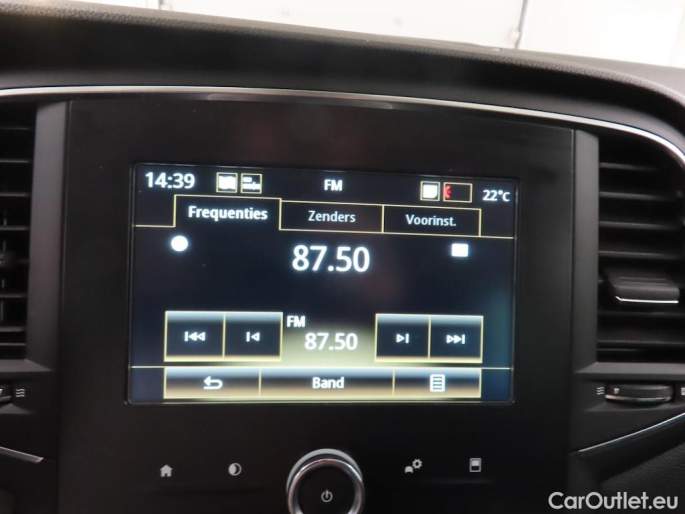 14:39 FM 22°C
Frequenties Zenders Voorinst.
87.50
FM
87.50
Band
CarOutlet.eu